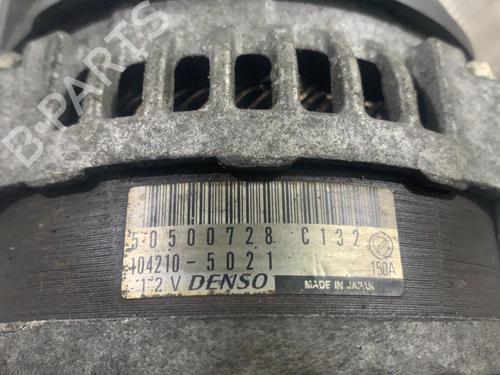 B-PARTS
50500728 C132
104210-5021 150A
12V DENSO MADE IN JAPAN